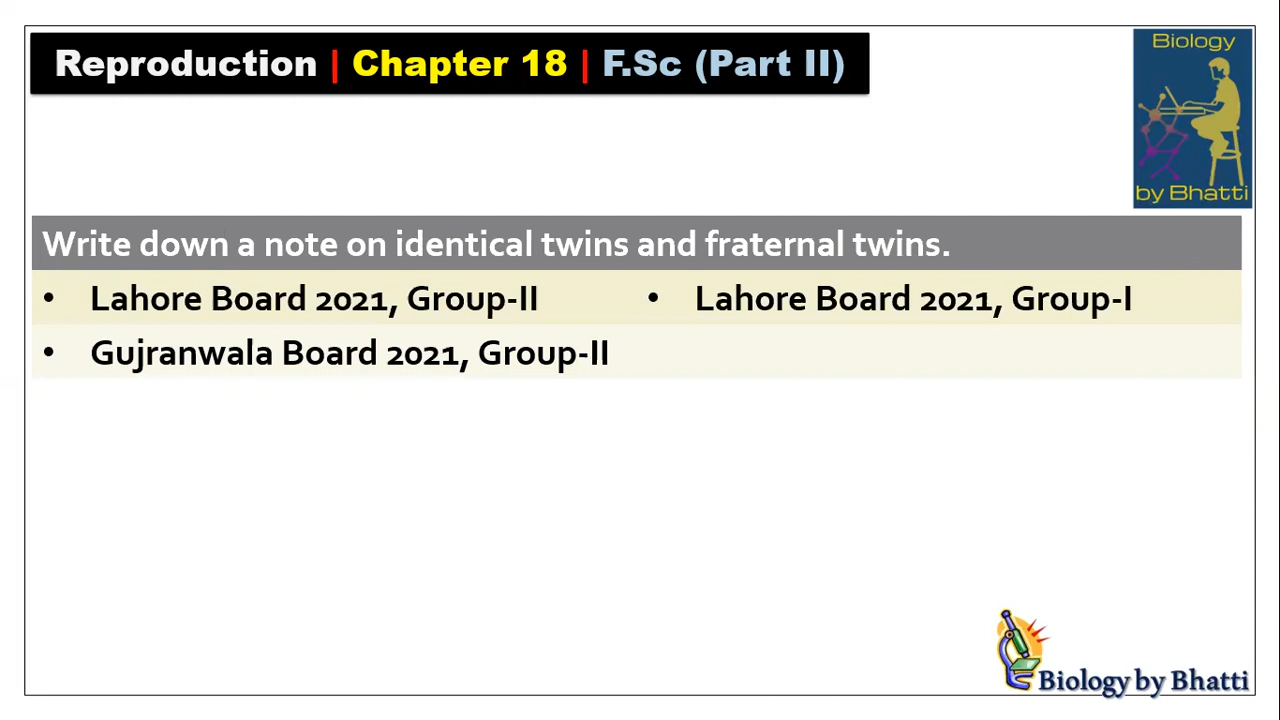 Reproduction | Chapter 18 | F.Sc (Part II)
Biology
by Bhatti
Write down a note on identical twins and fraternal twins.
• Lahore Board 2021, Group-II • Lahore Board 2021, Group-I
• Gujranwala Board 2021, Group-II
Biology by Bhatti